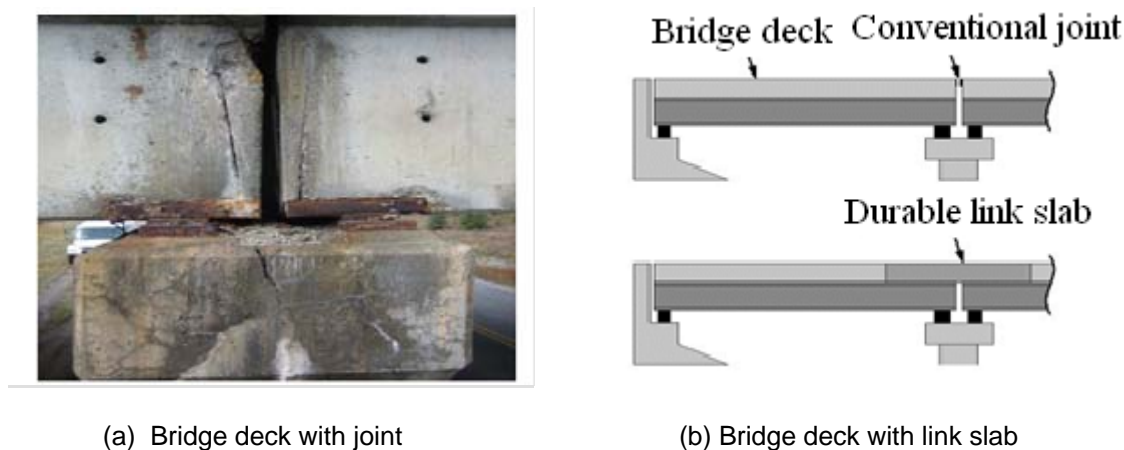 Bridge deck Conventional joint
Durable link slab
(a) Bridge deck with joint
(b) Bridge deck with link slab